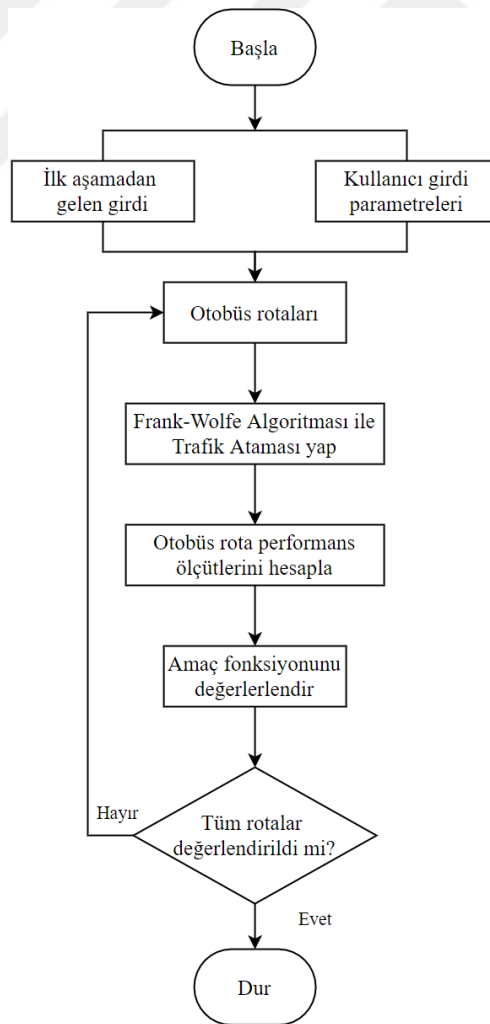 Başla
İlk aşamadan
gelen girdi
Kullanıcı girdi
parametreleri
Otobüs rotaları
Frank-Wolfe Algoritması ile
Trafik Ataması yap
Otobüs rota performans
ölçütlerini hesapla
Amaç fonksiyonunu
değerlerlendir
Hayır
Tüm rotalar
değerlendirildi mi?
Evet
Dur